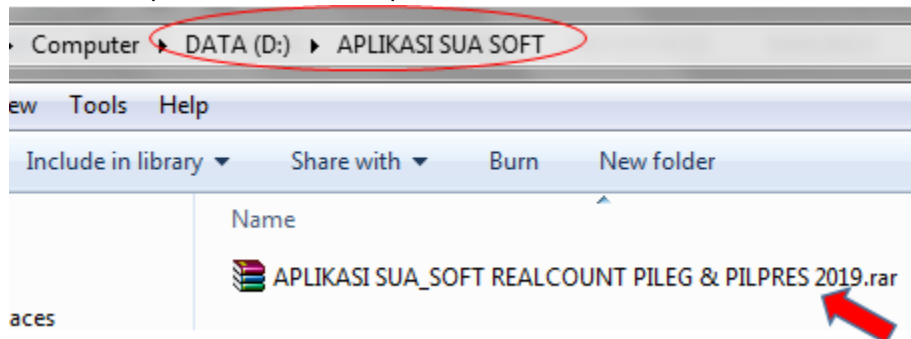 Computer ▸ DATA (D:) ▸ APLIKASI SUA SOFT
ew Tools Help
Include in library ▾ Share with ▾ Burn New folder
Name
APLIKASI SUA_SOFT REALCOUNT PILEG & PILPRES 2019.rar
aces